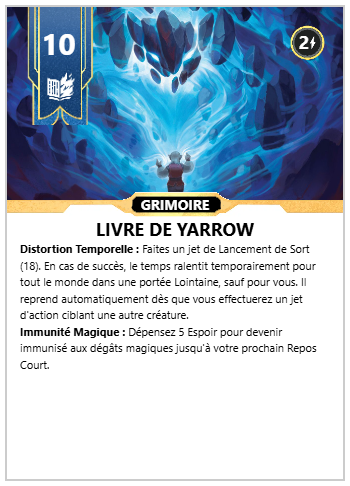 10
2
GRIMOIRE
LIVRE DE YARROW
Distortion Temporelle : Faites un jet de Lancement de Sort
(18). En cas de succès, le temps ralentit temporairement pour
tout le monde dans une portée Lointaine, sauf pour vous. Il
reprend automatiquement dès que vous effectuerez un jet
d'action ciblant une autre créature.
Immunité Magique : Dépensez 5 Espoir pour devenir
immunisé aux dégâts magiques jusqu'à votre prochain Repos
Court.